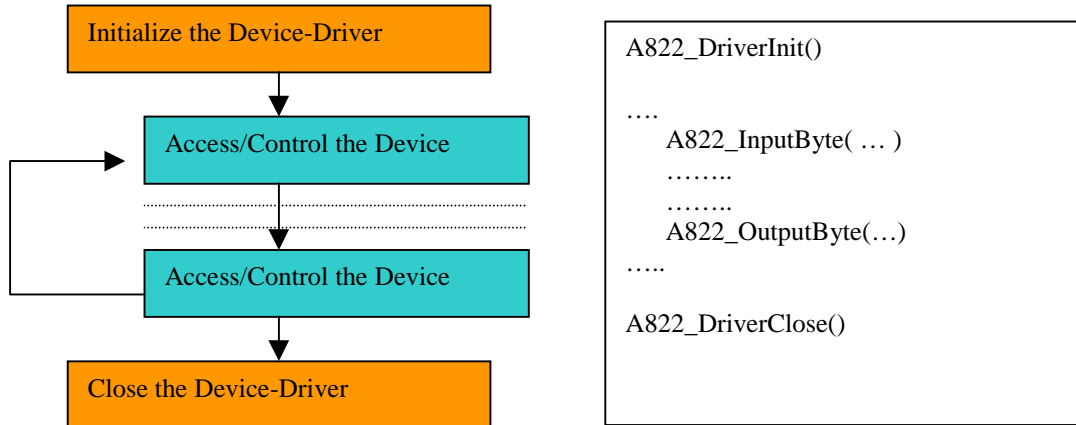 Initialize the Device-Driver
Access/Control the Device
Access/Control the Device
Close the Device-Driver
A822_DriverInit()
….
A822_InputByte( … )
……..
……..
A822_OutputByte(…)
…..
A822_DriverClose()